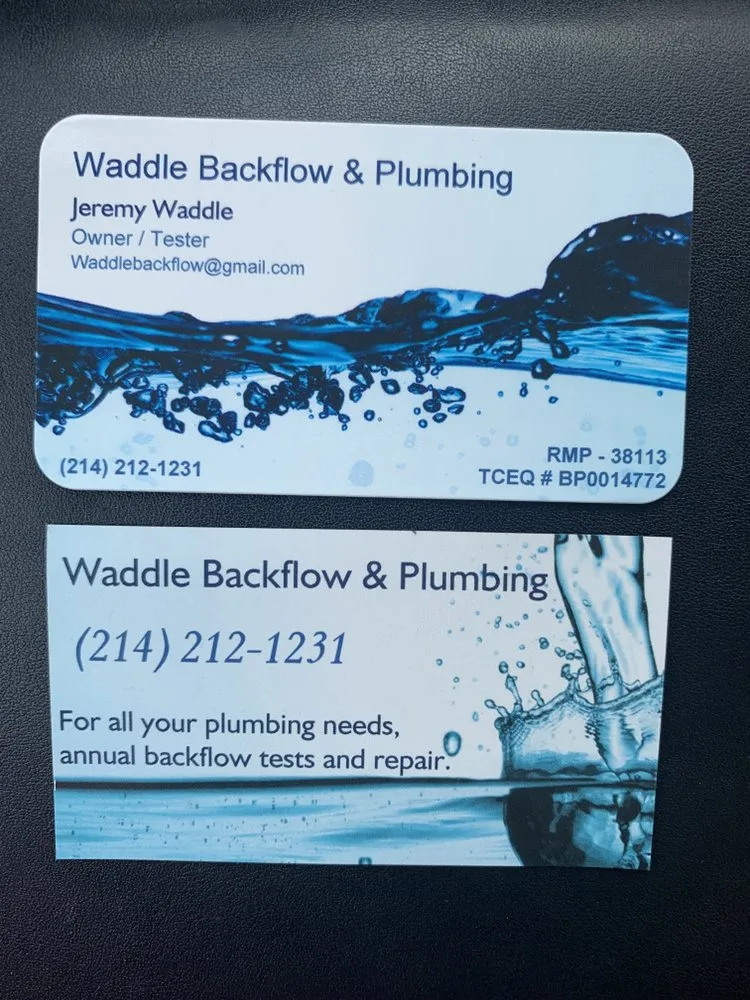 Waddle Backflow & Plumbing
Jeremy Waddle
Owner / Tester
Waddlebackflow@gmail.com
(214) 212-1231
RMP - 38113
TCEQ # BP0014772
Waddle Backflow & Plumbing
(214) 212-1231
For all your plumbing needs,
annual backflow tests and repair.